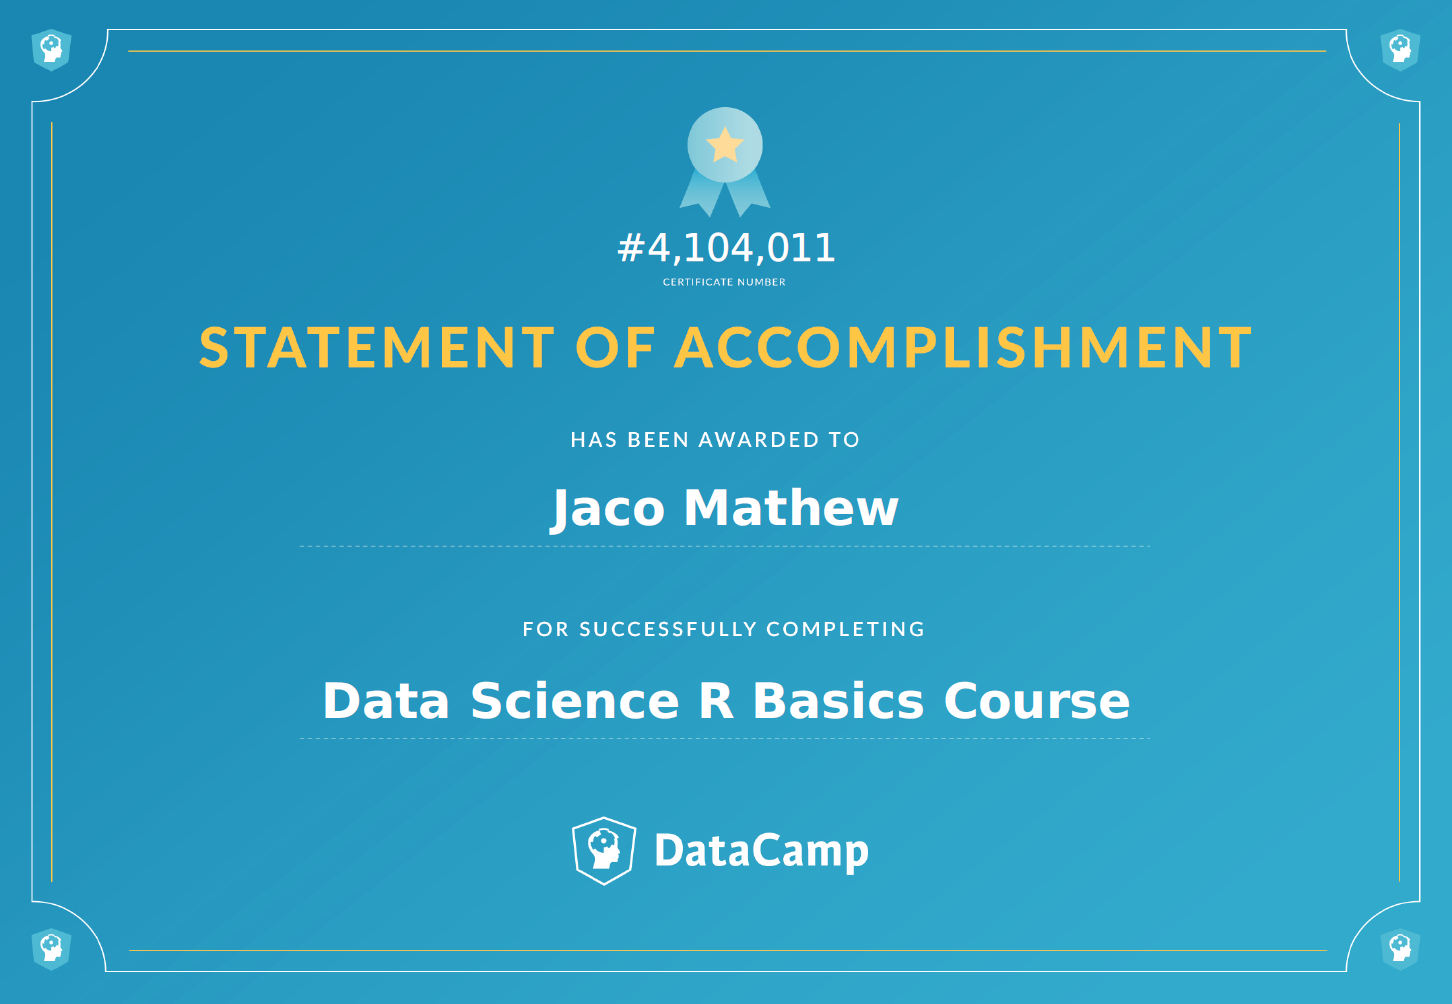 #4,104,011
CERTIFICATE NUMBER
STATEMENT OF ACCOMPLISHMENT
HAS BEEN AWARDED TO
Jaco Mathew
FOR SUCCESSFULLY COMPLETING
Data Science R Basics Course
DataCamp